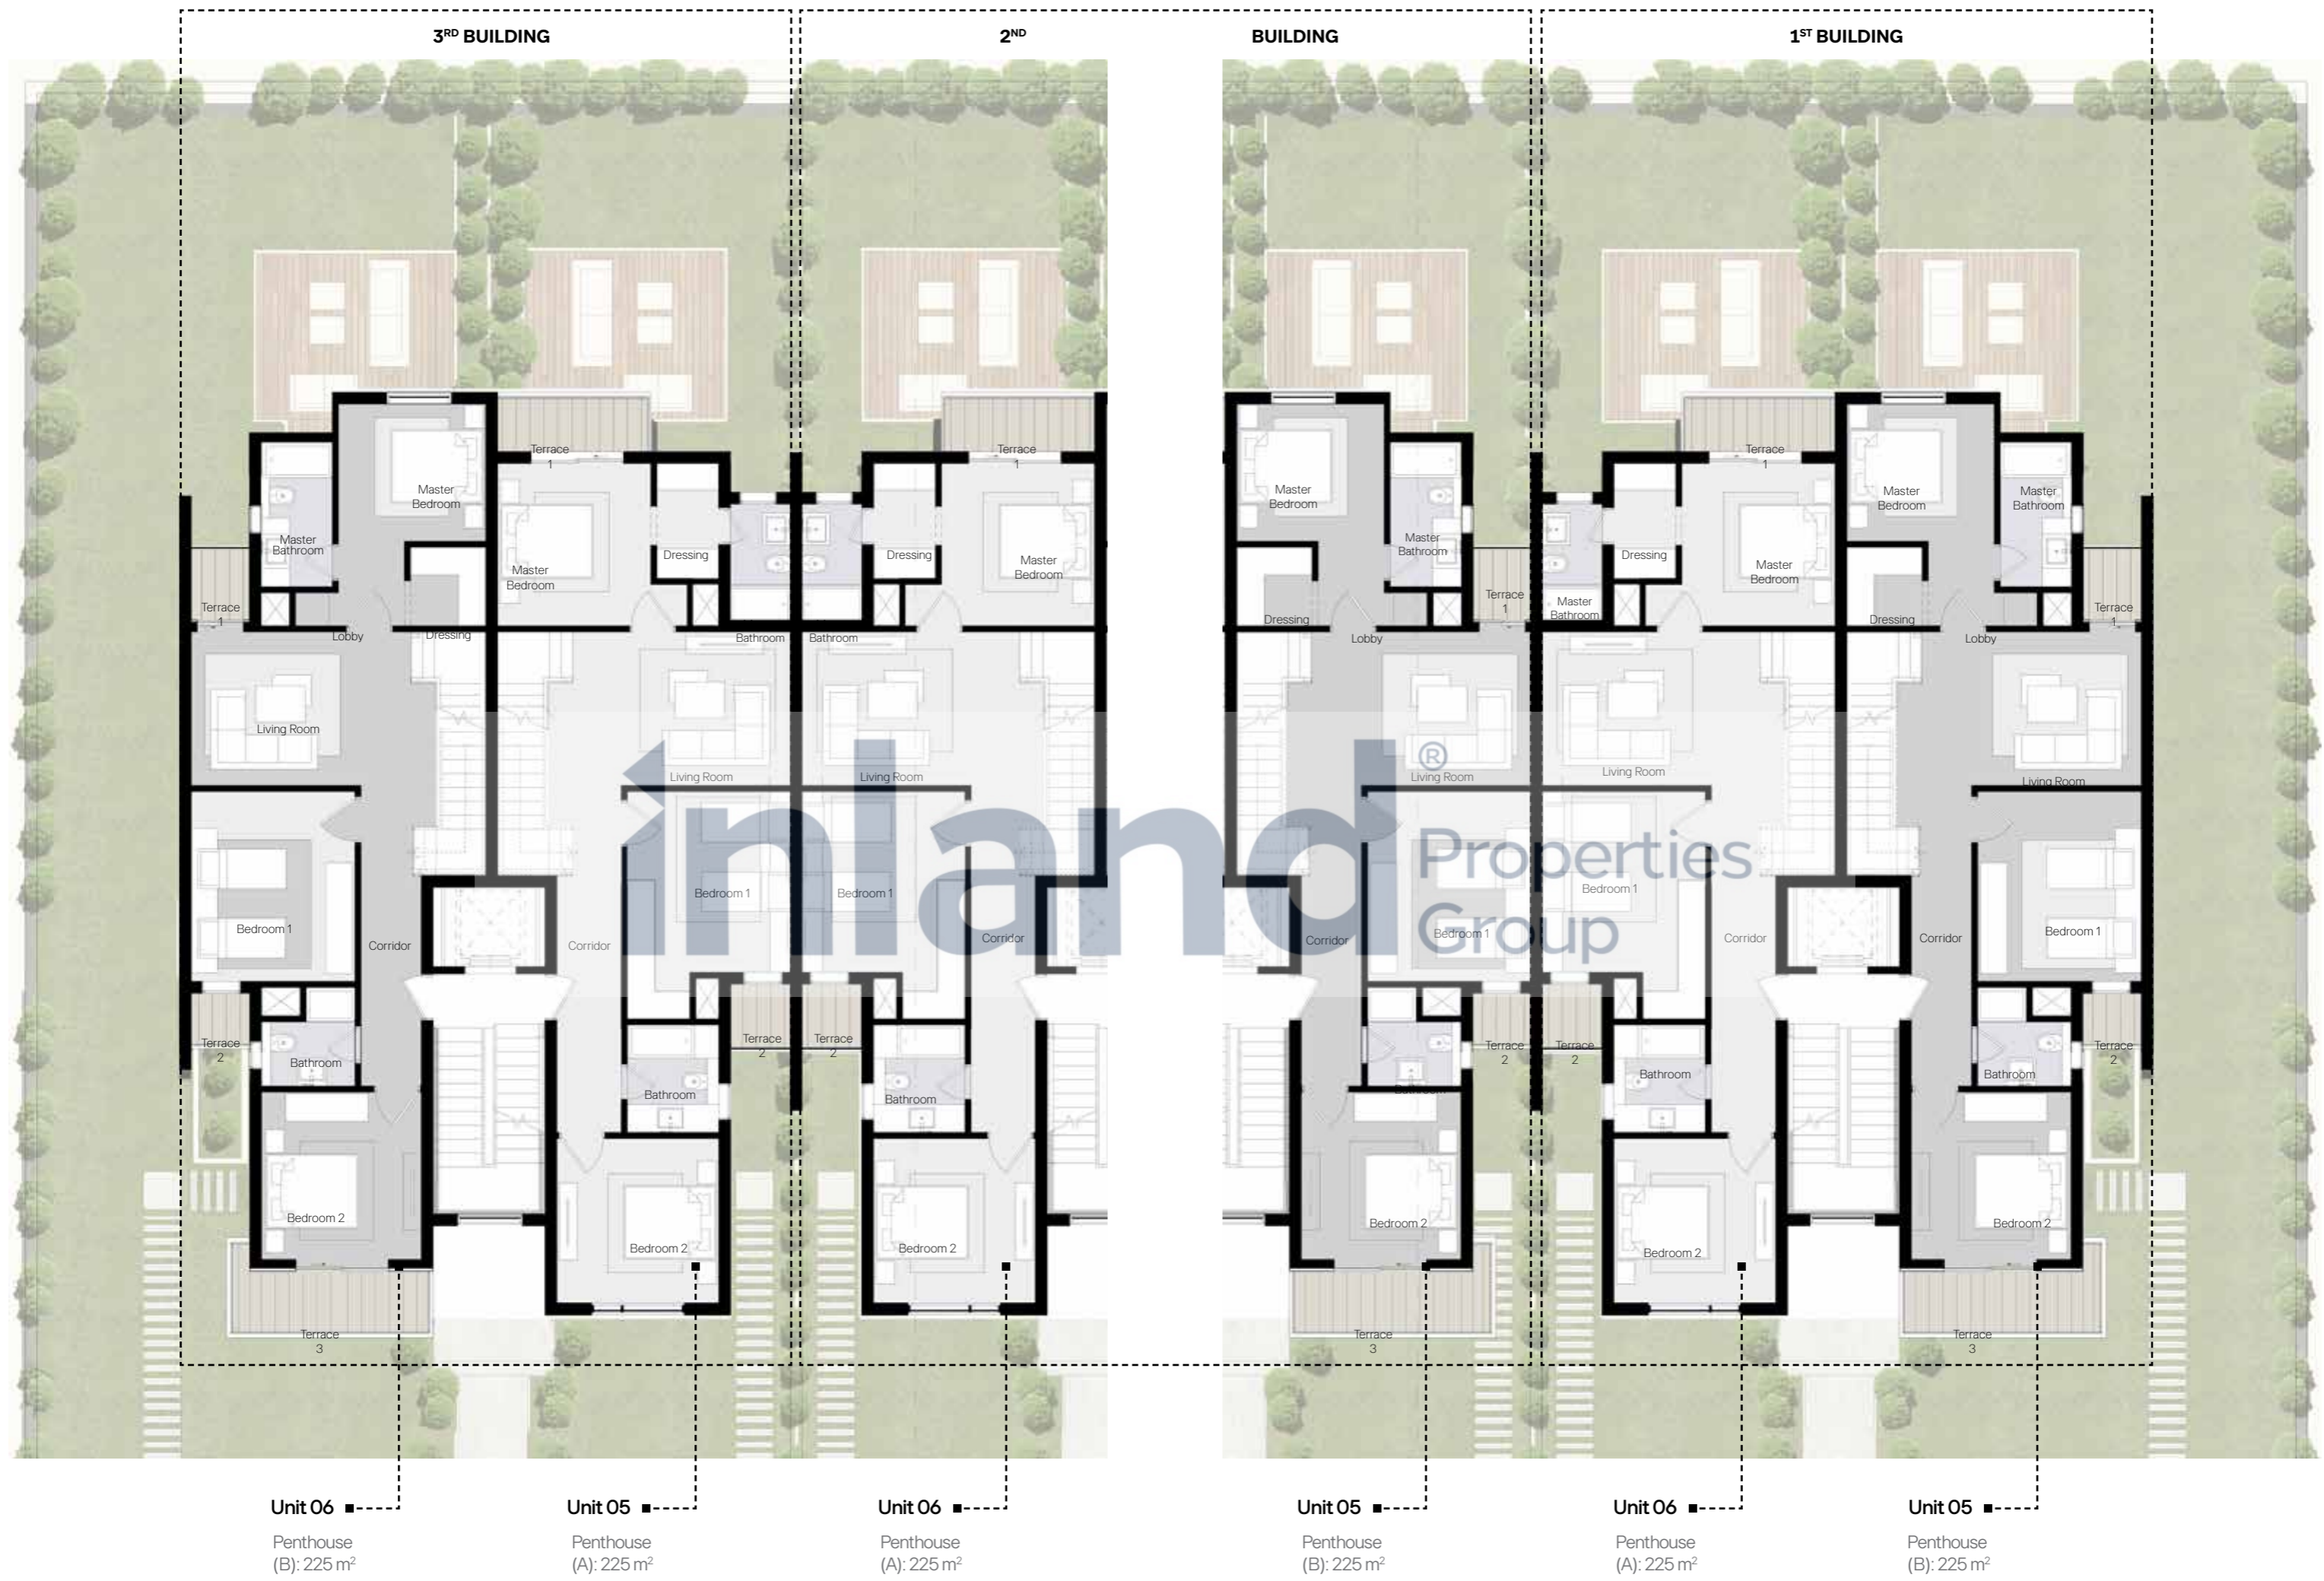 3RD BUILDING
2ND
BUILDING
1ST BUILDING
Terrace
1
Master
Bedroom
Master
Bathroom
Terrace
1
Lobby
Dressing
Living Room
Bedroom 1
Corridor
Terrace
2
Bathroom
Bedroom 2
Terrace
3
Master
Bedroom
Dressing
Bathroom
Living Room
Bedroom 1
Corridor
Terrace
2
Bathroom
Bedroom 2
Terrace
1
Dressing
Master
Bedroom
Bathroom
Living Room
Bedroom 1
Corridor
Terrace
2
Bathroom
Bedroom 2
Master
Bedroom
Master
Bathroom
Terrace
1
Dressing
Lobby
Living Room
Bedroom 1
Corridor
Terrace
2
Bathroom
Bedroom 2
Terrace
3
Terrace
1
Dressing
Master
Bedroom
Master
Bathroom
Living Room
Bedroom 1
Corridor
Terrace
2
Bathroom
Bedroom 2
Master
Bedroom
Master
Bathroom
Terrace
1
Dressing
Lobby
Living Room
Bedroom 1
Corridor
Terrace
2
Bathroom
Bedroom 2
Terrace
3
inland®
Properties
Group
Unit 06
Penthouse
(B): 225 m²
Unit 05
Penthouse
(A): 225 m²
Unit 06
Penthouse
(A): 225 m²
Unit 05
Penthouse
(B): 225 m²
Unit 06
Penthouse
(A): 225 m²
Unit 05
Penthouse
(B): 225 m²